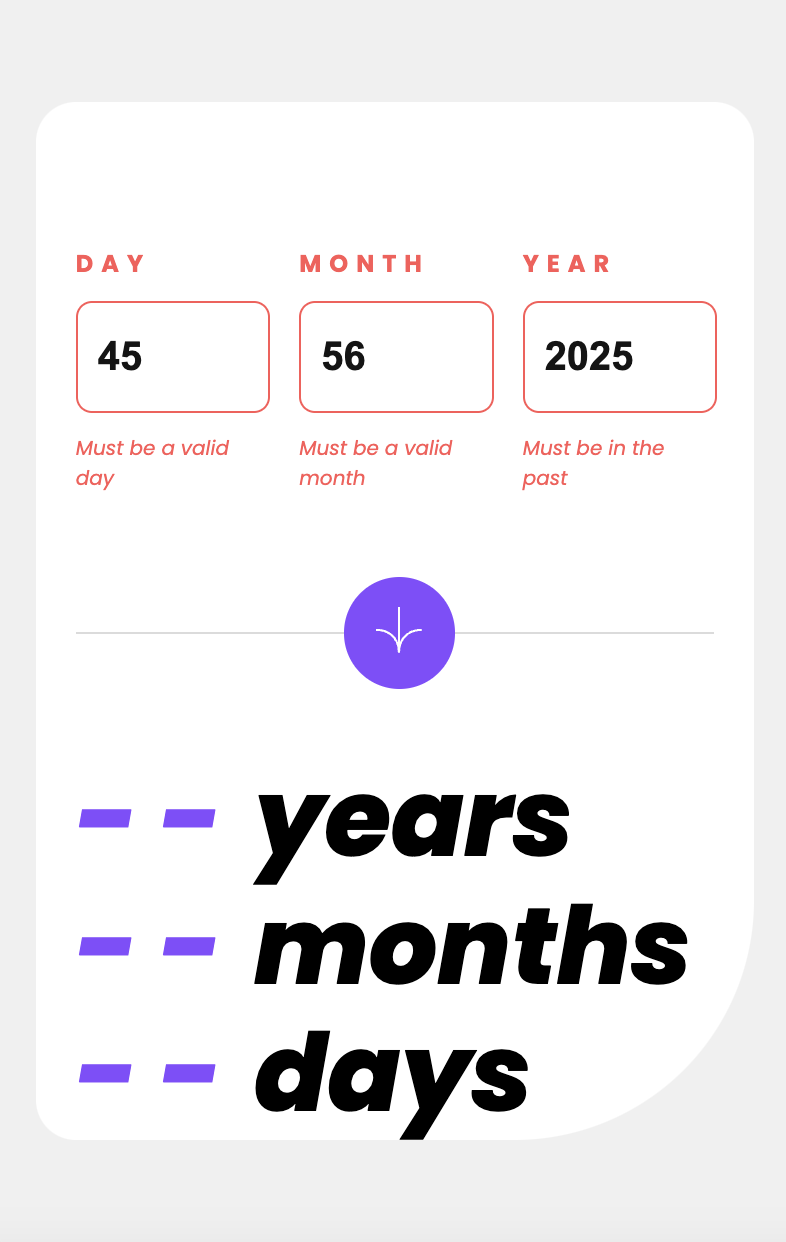 DAY MONTH YEAR
45 56 2025
Must be a valid day Must be a valid month Must be in the past
-- years
-- months
-- days